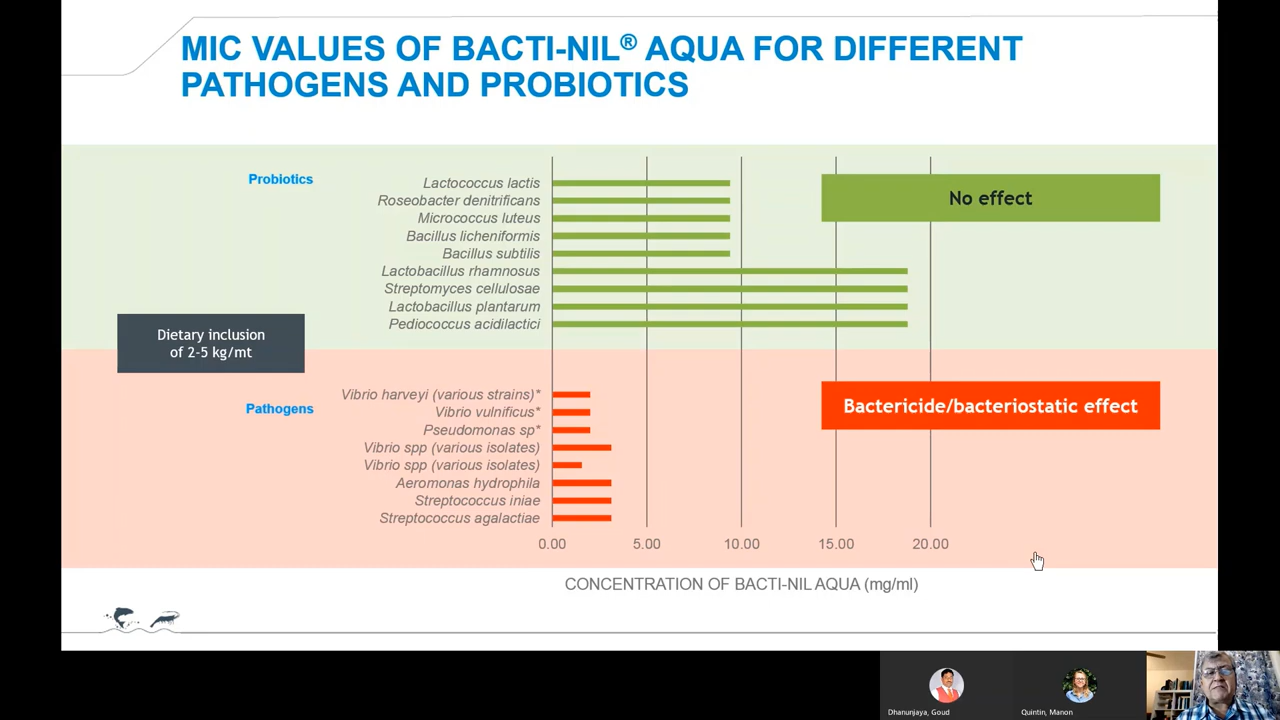 MIC VALUES OF BACTI-NIL® AQUA FOR DIFFERENT
PATHOGENS AND PROBIOTICS
Probiotics
Lactococcus lactis
Roseobacter denitrificans
Micrococcus luteus
Bacillus licheniformis
Bacillus subtilis
Lactobacillus rhamnosus
Streptomyces cellulosae
Lactobacillus plantarum
Pediococcus acidilactici
No effect
Dietary inclusion
of 2-5 kg/mt
Pathogens
Vibrio harveyi (various strains)*
Vibrio vulnificus*
Pseudomonas sp*
Vibrio spp (various isolates)
Vibrio spp (various isolates)
Aeromonas hydrophila
Streptococcus iniae
Streptococcus agalactiae
Bactericide/bacteriostatic effect
0.00 5.00 10.00 15.00 20.00
CONCENTRATION OF BACTI-NIL AQUA (mg/ml)
Dhanunjaya, Goud
Quintin, Manon